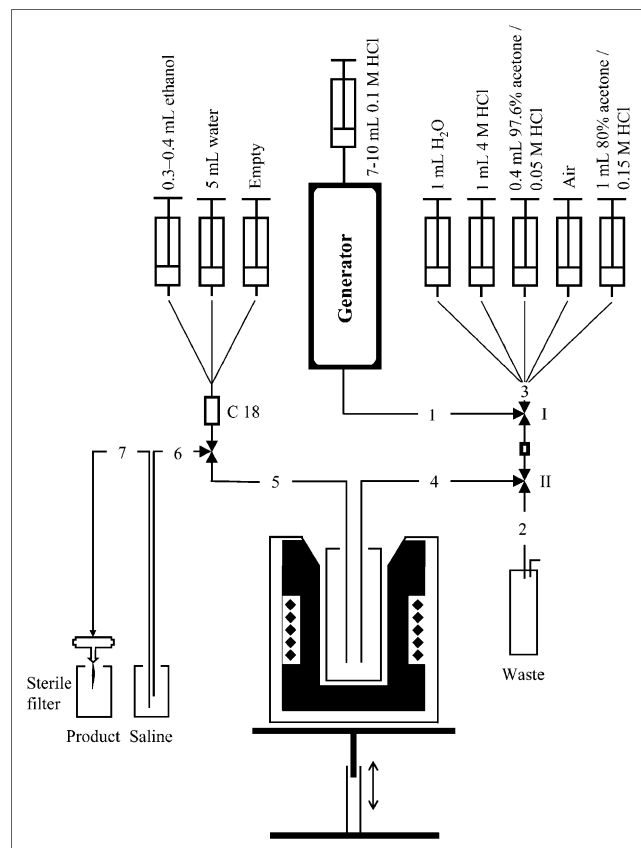 0.3–0.4 mL ethanol
5 mL water
Empty
7-10 mL 0.1 M HCl
1 mL H₂O
1 mL 4 M HCl
0.4 mL 97.6% acetone /
0.05 M HCl
Air
1 mL 80% acetone /
0.15 M HCl
Generator
3
C 18
1
I
7
6
5
4
II
2
Waste
Sterile
filter
Product
Saline